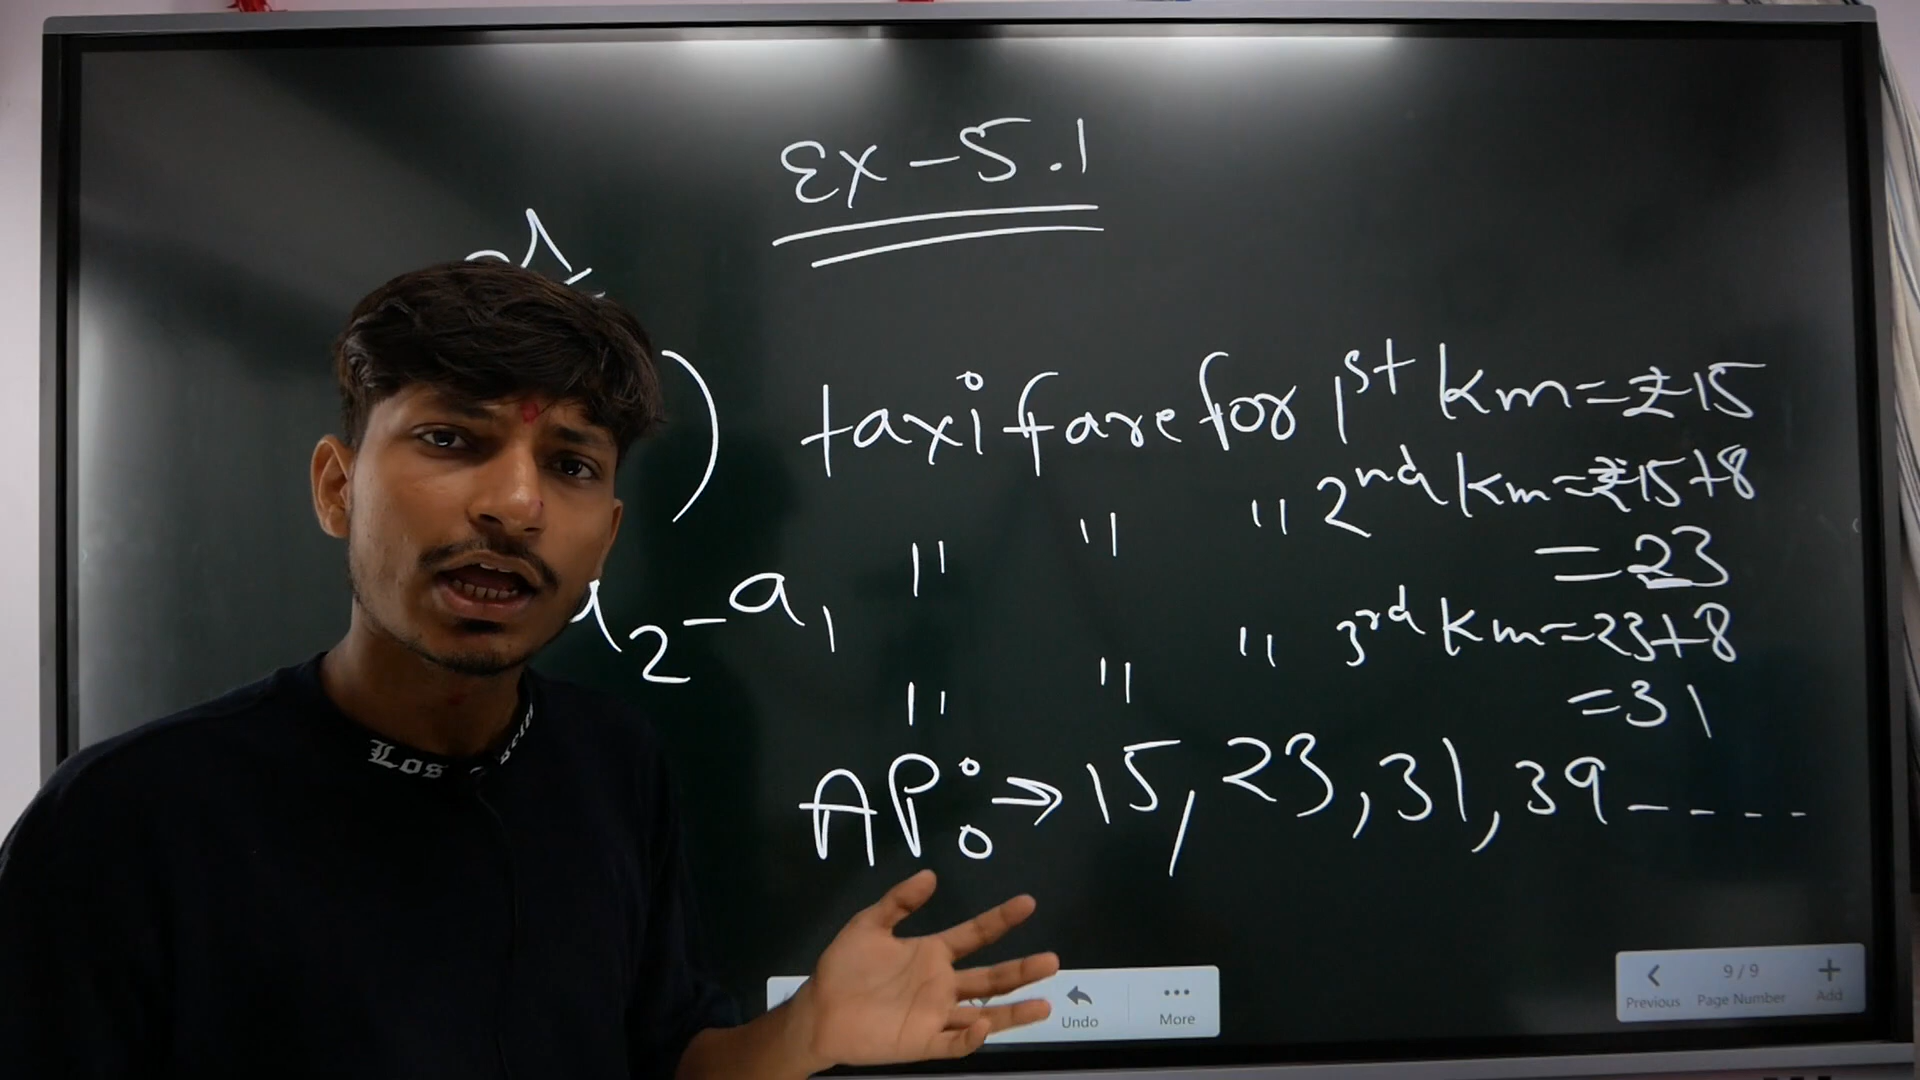 Ex-5.1
) taxi fare for 1st Km = ₹15
" " " 2nd Km = ₹15+8
= 23
a2-a1
" " " 3rd Km = 23+8
= 31
AP: → 15, 23, 31, 39 - - - -
Los
Undo
More
Previous
9 / 9
Page Number
Add